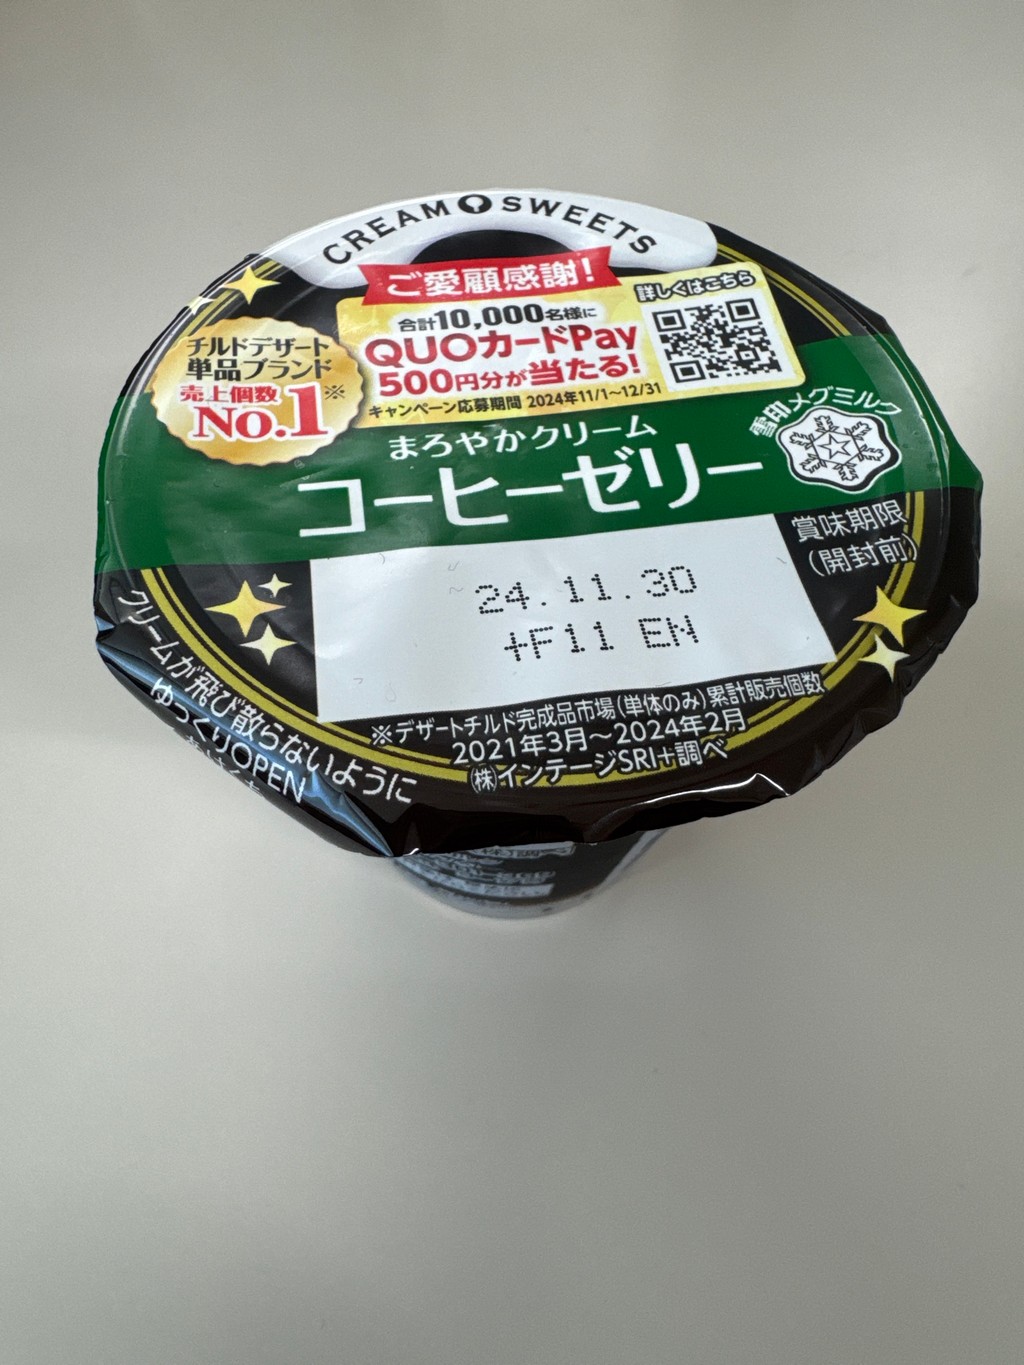 CREAM SWEETS
ご愛顧感謝!
合計10,000名様に
QUOカードPay
500円分が当たる!
キャンペーン応募期間 2024年11/1~12/31
詳しくはこちら
チルドデザート
単品ブランド
売上個数※
No.1
雪印メグミルク
まろやかクリーム
コーヒーゼリー
賞味期限
(開封前)
24.11.30
+F11 EN
※デザートチルド完成品市場(単体のみ)累計販売個数
2021年3月~2024年2月
㈱インテージSRI+調べ
クリームが飛び散らないように
ゆっくりOPEN